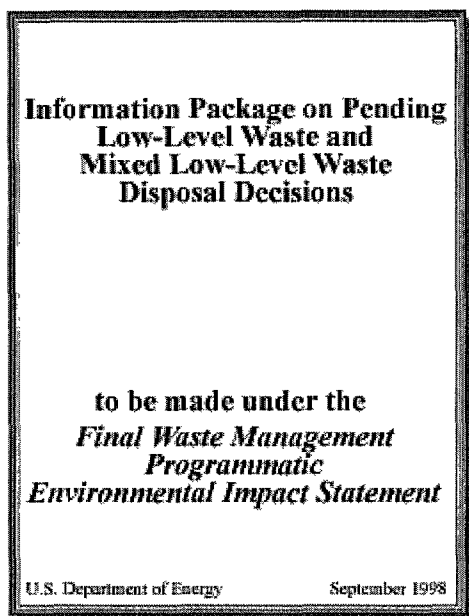 Information Package on Pending
Low-Level Waste and
Mixed Low-Level Waste
Disposal Decisions
to be made under the
Final Waste Management
Programmatic
Environmental Impact Statement
U.S. Department of Energy September 1998